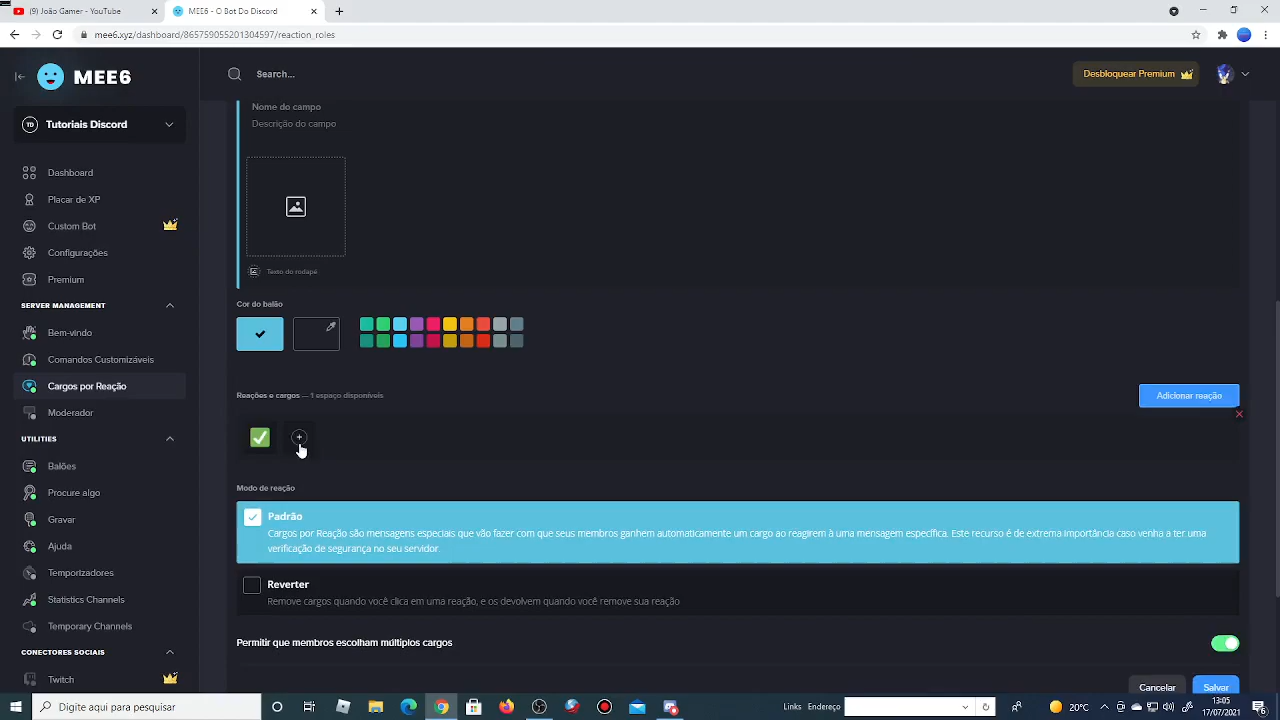 (9) João Gamer - YouTube
MEE6 - O Bot Do Discord
mee6.xyz/dashboard/865759055201304597/reaction_roles
MEE6
Search...
Desbloquear Premium
TD Tutoriais Discord
Dashboard
Placar de XP
Custom Bot
Configurações
Premium
SERVER MANAGEMENT
Bem-vindo
Comandos Customizáveis
Cargos por Reação
Moderador
UTILITIES
Balões
Procure algo
Gravar
Ajuda
Temporizadores
Statistics Channels
Temporary Channels
CONECTORES SOCIAIS
Twitch
Nome do campo
Descrição do campo
Texto do rodapé
Cor do balão
Reações e cargos — 1 espaço disponíveis
Adicionar reação
Modo de reação
Padrão
Cargos por Reação são mensagens especiais que vão fazer com que seus membros ganhem automaticamente um cargo ao reagirem à uma mensagem específica. Este recurso é de extrema importância caso venha a ter uma
verificação de segurança no seu servidor.
Reverter
Remove cargos quando você clica em uma reação, e os devolvem quando você remove sua reação
Permitir que membros escolham múltiplos cargos
Cancelar
Salvar
Digite aqui para pesquisar
Links
Endereço
20°C
13:05
17/07/2021